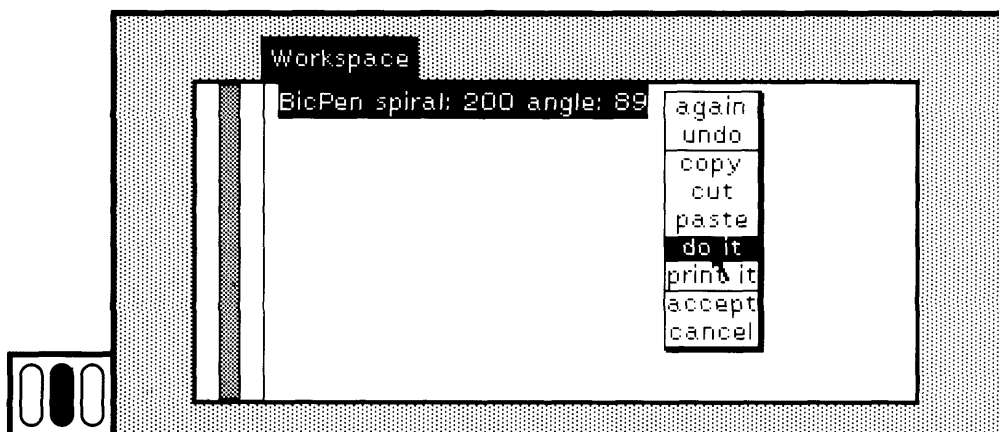 Workspace
BicPen spiral: 200 angle: 89
again
undo
copy
cut
paste
do it
print it
accept
cancel